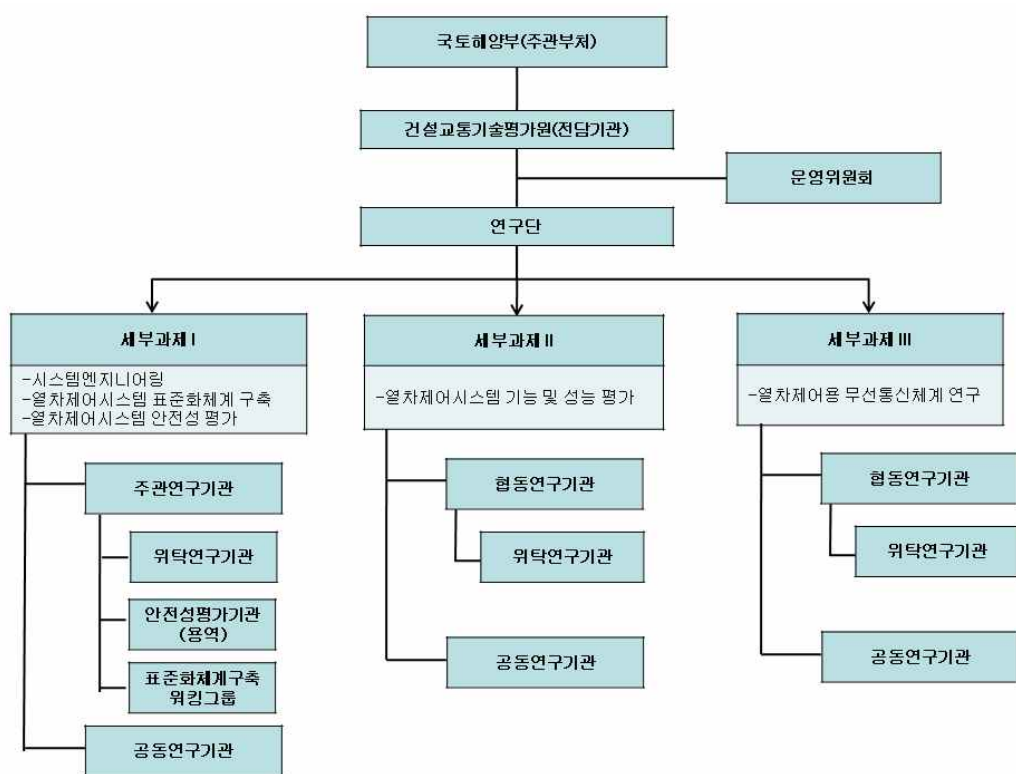 국토해양부(주관부처)
건설교통기술평가원(전담기관)
문영위원회
연구단
세부과제 I
-시스템엔지니어링
-열차제어시스템 표준화체계 구축
-열차제어시스템 안전성 평가
주관연구기관
위탁연구기관
안전성평가기관
(용역)
표준화체계구축
워킹그룹
공동연구기관
세부과제 II
-열차제어시스템 기능 및 성능 평가
협동연구기관
위탁연구기관
공동연구기관
세부과제 III
-열차제어용 무선통신체계 연구
협동연구기관
위탁연구기관
공동연구기관